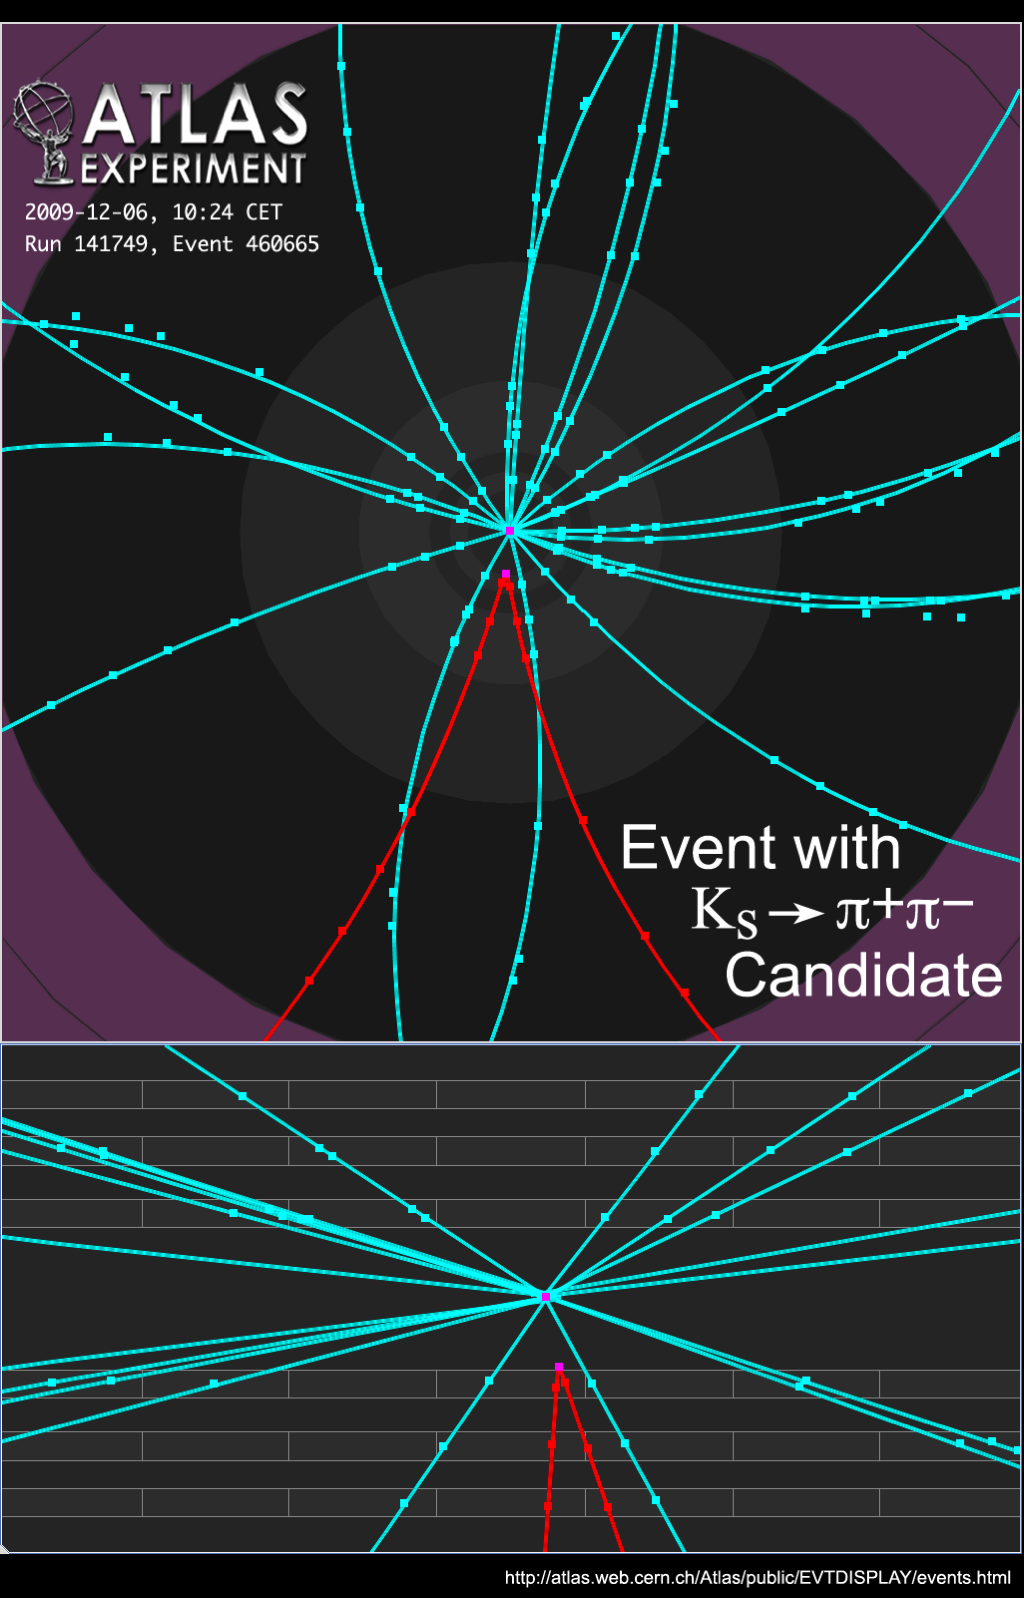 ATLAS
EXPERIMENT
2009-12-06, 10:24 CET
Run 141749, Event 460665
Event with
Ks→π+π−
Candidate
http://atlas.web.cern.ch/Atlas/public/EVTDISPLAY/events.html